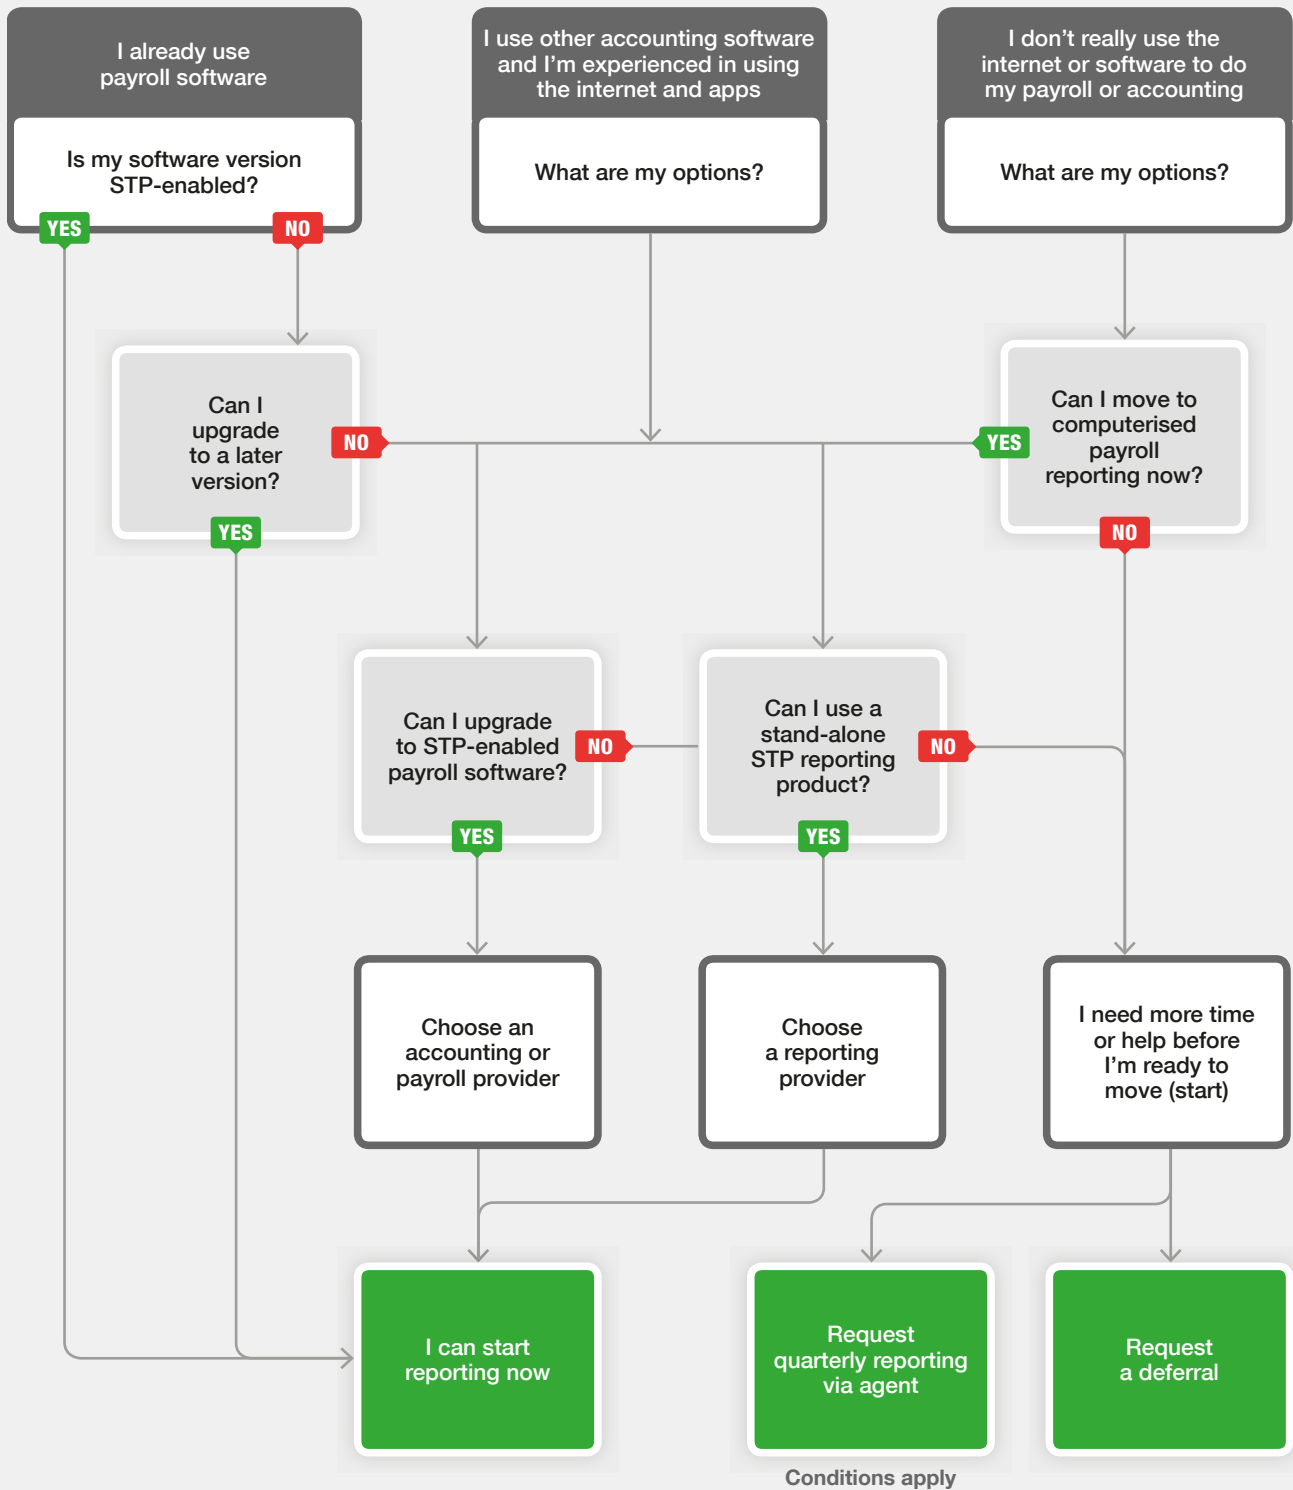 I already use
payroll software
Is my software version
STP-enabled?
YES
NO
I use other accounting software
and I'm experienced in using
the internet and apps
What are my options?
I don't really use the
internet or software to do
my payroll or accounting
What are my options?
Can I
upgrade
to a later
version?
NO
YES
Can I move to
computerised
payroll
reporting now?
YES
NO
Can I upgrade
to STP-enabled
payroll software?
NO
YES
Can I use a
stand-alone
STP reporting
product?
NO
YES
Choose an
accounting or
payroll provider
Choose
a reporting
provider
I need more time
or help before
I'm ready to
move (start)
I can start
reporting now
Request
quarterly reporting
via agent
Conditions apply
Request
a deferral